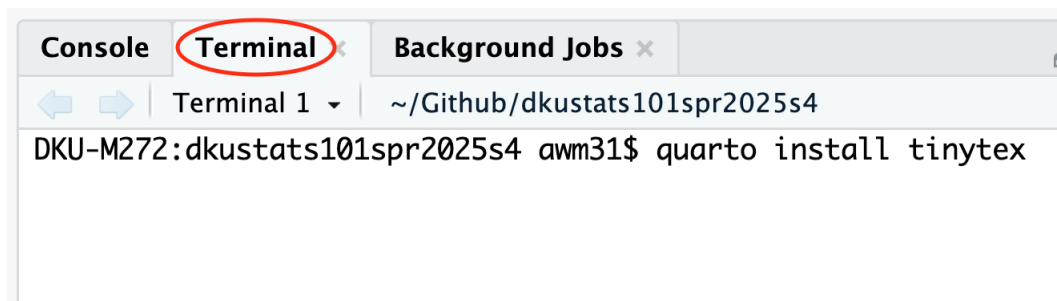 Console Terminal × Background Jobs ×
Terminal 1 ~/Github/dkustats101spr2025s4
DKU-M272:dkustats101spr2025s4 awm31$ quarto install tinytex